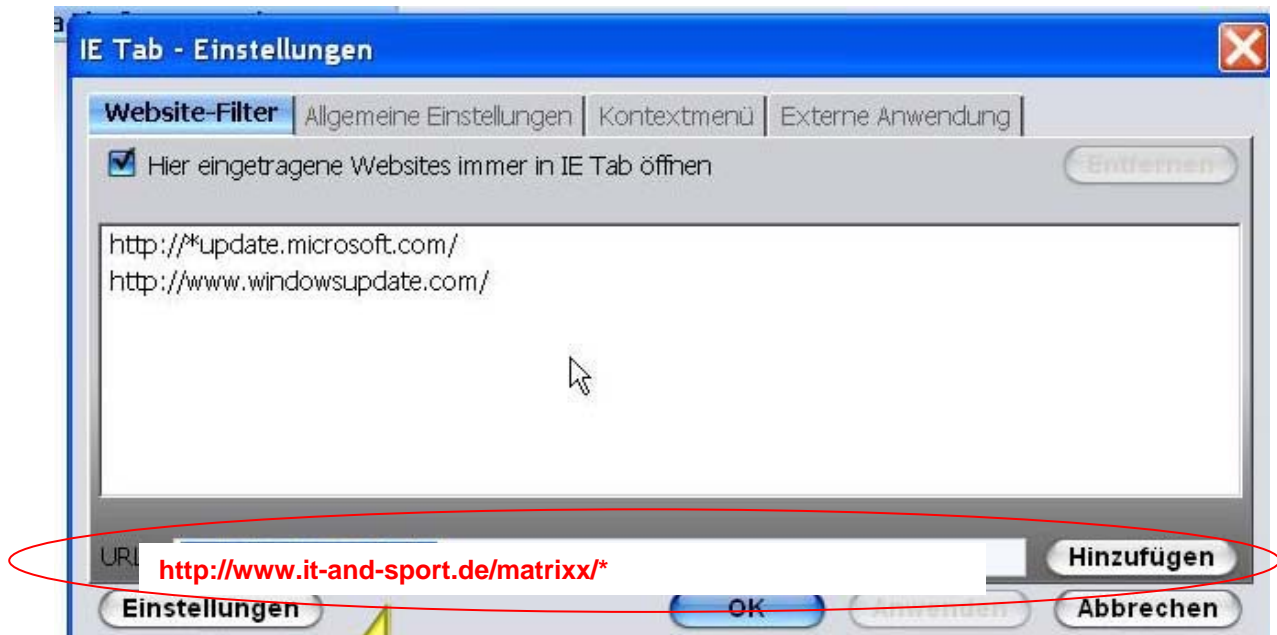 IE Tab - Einstellungen
Website-Filter Allgemeine Einstellungen Kontextmenü Externe Anwendung
Hier eingetragene Websites immer in IE Tab öffnen Entfernen
http://*update.microsoft.com/
http://www.windowsupdate.com/
URL http://www.it-and-sport.de/matrixx/* Hinzufügen
Einstellungen OK Anwenden Abbrechen